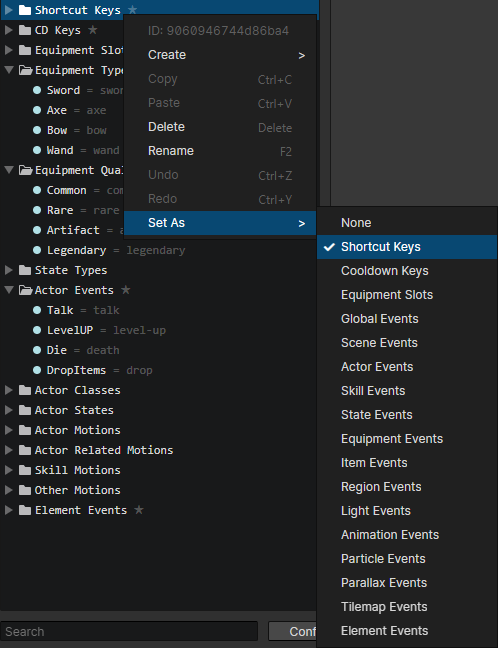 Shortcut Keys ★
CD Keys ★
Equipment Slot
Equipment Typ
Sword = swor
Axe = axe
Bow = bow
Wand = wand
Equipment Qua
Common = com
Rare = rare
Artifact = a
Legendary = legendary
State Types
Actor Events ★
Talk = talk
LevelUP = level-up
Die = death
DropItems = drop
Actor Classes
Actor States
Actor Motions
Actor Related Motions
Skill Motions
Other Motions
Element Events ★
Search
Conf
ID: 9060946744d86ba4
Create >
Copy Ctrl+C
Paste Ctrl+V
Delete Delete
Rename F2
Undo Ctrl+Z
Redo Ctrl+Y
Set As >
None
✓ Shortcut Keys
Cooldown Keys
Equipment Slots
Global Events
Scene Events
Actor Events
Skill Events
State Events
Equipment Events
Item Events
Region Events
Light Events
Animation Events
Particle Events
Parallax Events
Tilemap Events
Element Events